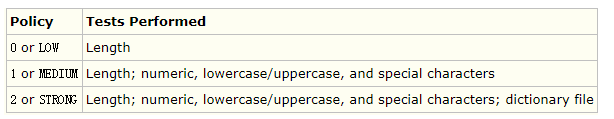 Policy Tests Performed
0 or LOW Length
1 or MEDIUM Length; numeric, lowercase/uppercase, and special characters
2 or STRONG Length; numeric, lowercase/uppercase, and special characters; dictionary file